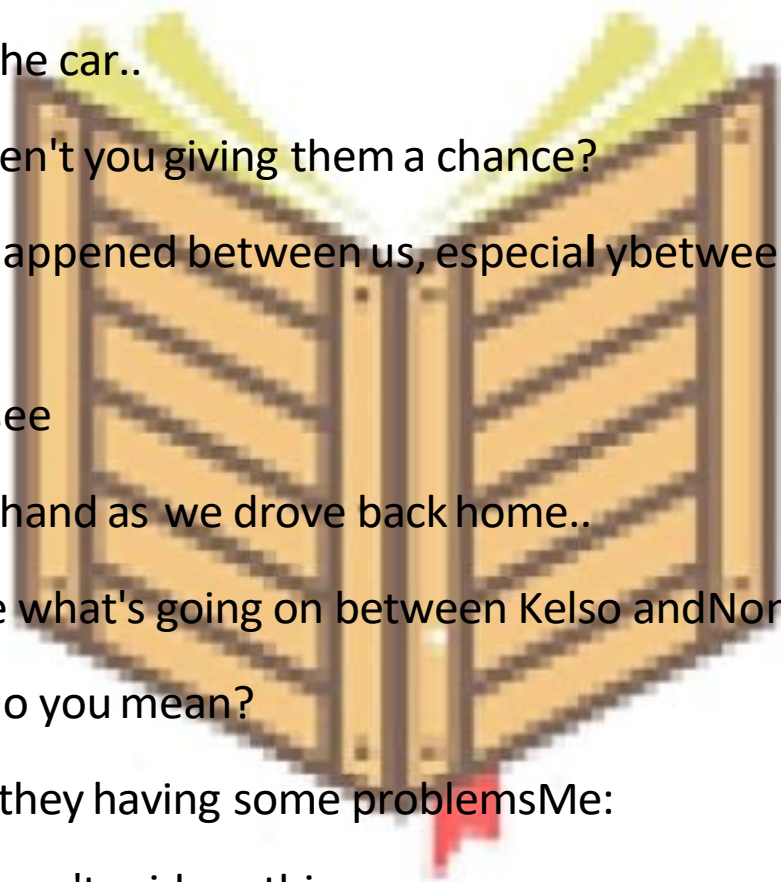 he car..
en't you giving them a chance?
appened between us, especial ybetwee
ee
hand as we drove back home..
e what's going on between Kelso andNor
o you mean?
they having some problemsMe: